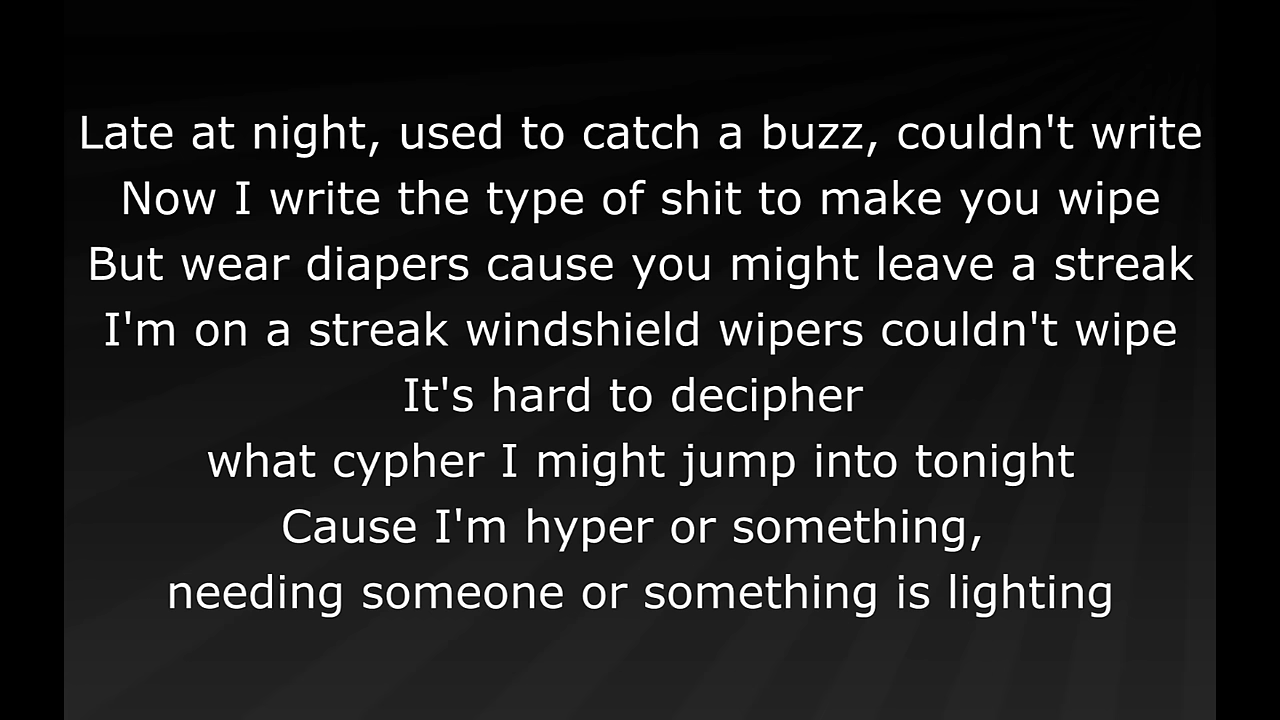 Late at night, used to catch a buzz, couldn't write
Now I write the type of shit to make you wipe
But wear diapers cause you might leave a streak
I'm on a streak windshield wipers couldn't wipe
It's hard to decipher
what cypher I might jump into tonight
Cause I'm hyper or something,
needing someone or something is lighting